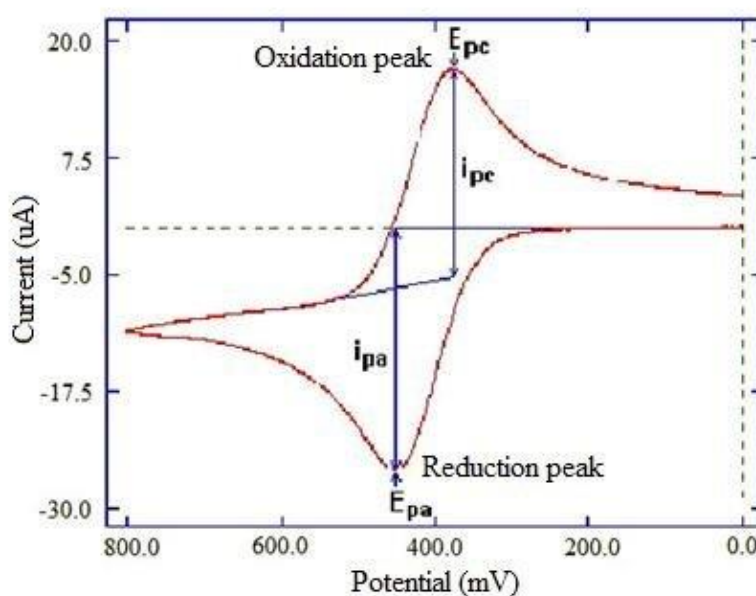 20.0
Oxidation peak
Epc
7.5
ipc
Current (uA)
-5.0
ipa
-17.5
Reduction peak
Epa
-30.0
800.0 600.0 400.0 200.0 0.0
Potential (mV)